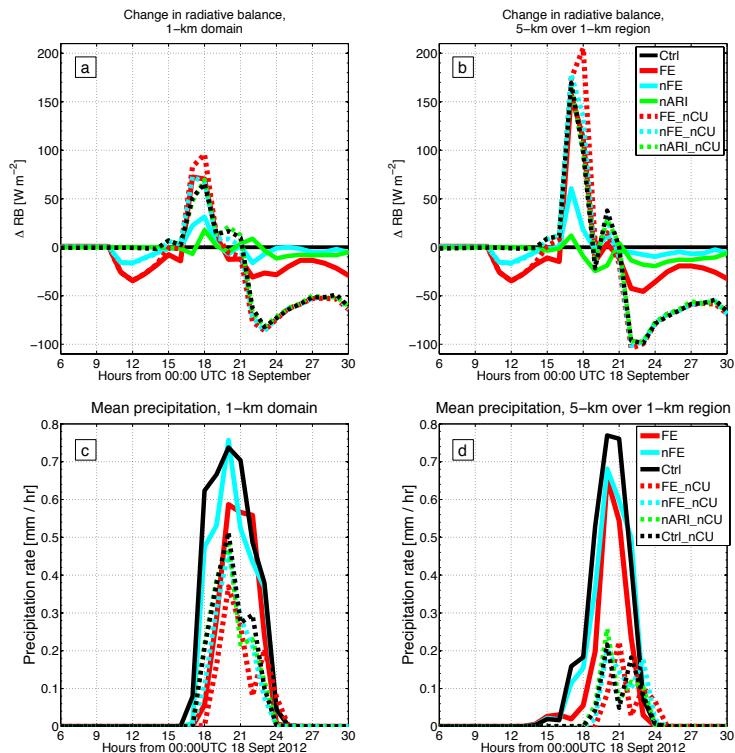 Change in radiative balance,
1−km domain
a
Δ RB [W m−2]
200
150
100
50
0
−50
−100
6 9 12 15 18 21 24 27 30
Hours from 00:00 UTC 18 September
Change in radiative balance,
5−km over 1−km region
b
Ctrl
FE
nFE
nARI
FE_nCU
nFE_nCU
nARI_nCU
Δ RB [W m−2]
200
150
100
50
0
−50
−100
6 9 12 15 18 21 24 27 30
Hours from 00:00 UTC 18 September
Mean precipitation, 1−km domain
c
Precipitation rate [mm / hr]
0.8
0.7
0.6
0.5
0.4
0.3
0.2
0.1
0
6 9 12 15 18 21 24 27 30
Hours from 00:00UTC 18 Sept 2012
Mean precipitation, 5−km over 1−km region
d
FE
nFE
Ctrl
FE_nCU
nFE_nCU
nARI_nCU
Ctrl_nCU
Precipitation rate [mm / hr]
0.8
0.7
0.6
0.5
0.4
0.3
0.2
0.1
0
6 9 12 15 18 21 24 27 30
Hours from 00:00UTC 18 Sept 2012